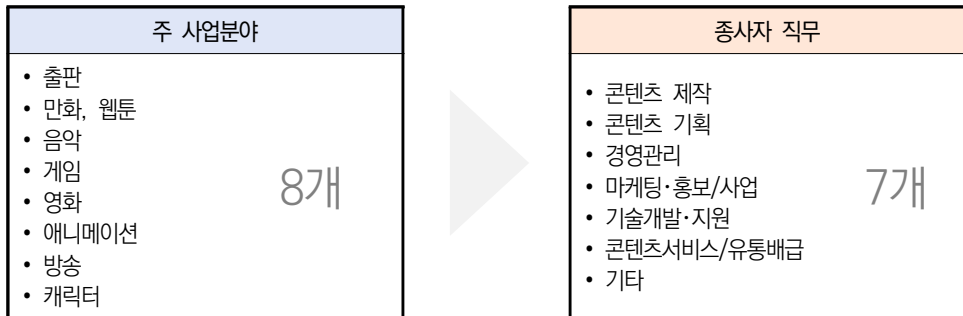 주 사업분야
• 출판
• 만화, 웹툰
• 음악
• 게임
• 영화
• 애니메이션
• 방송
• 캐릭터
8개
종사자 직무
• 콘텐츠 제작
• 콘텐츠 기획
• 경영관리
• 마케팅·홍보/사업
• 기술개발·지원
• 콘텐츠서비스/유통배급
• 기타
7개